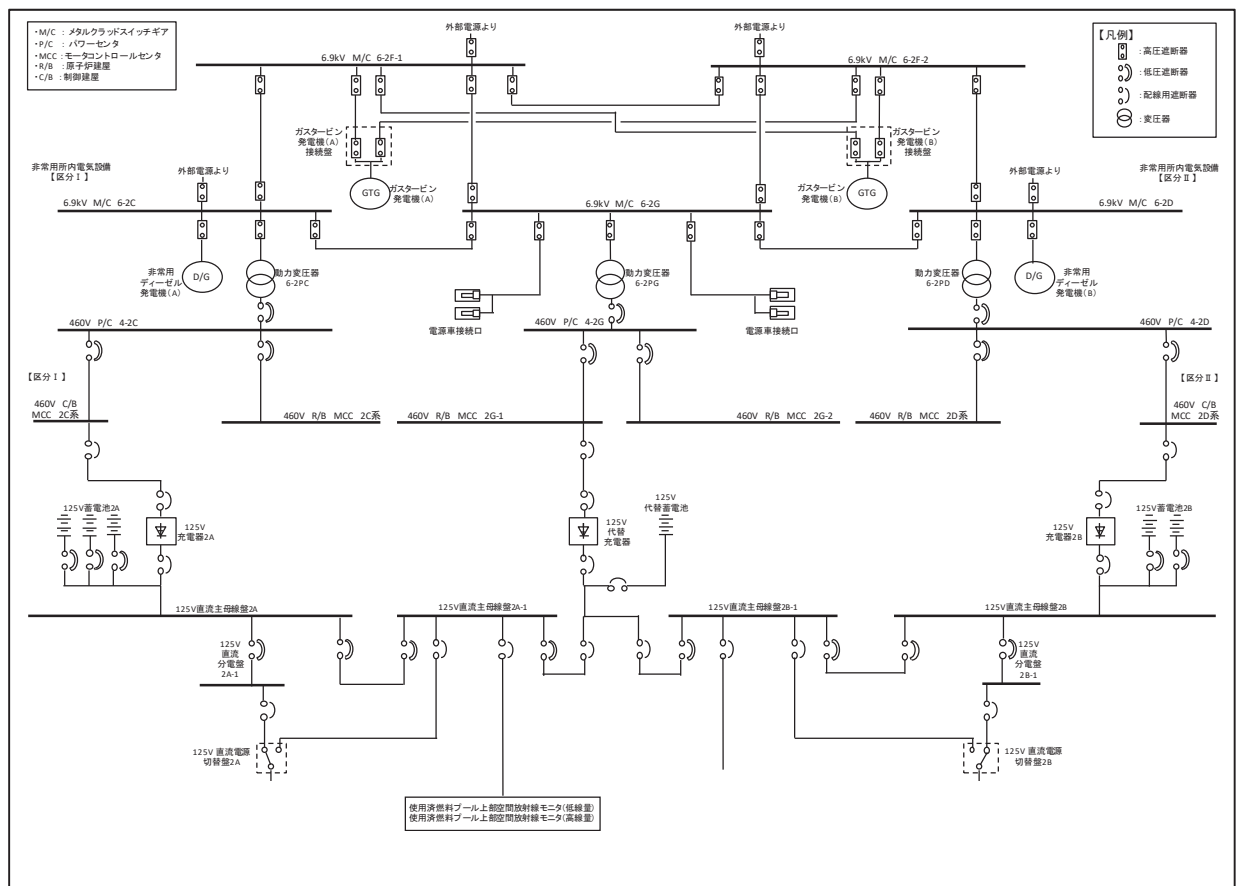 ・M/C : メタルクラッドスイッチギア
・P/C : パワーセンタ
・MCC : モータコントロールセンタ
・R/B : 原子炉建屋
・C/B : 制御建屋
外部電源より
外部電源より
【凡例】
:高圧遮断器
:低圧遮断器
:配線用遮断器
:変圧器
6.9kV M/C 6-2F-1
6.9kV M/C 6-2F-2
ガスタービン
発電機(A)
接続盤
ガスタービン
発電機(B)
接続盤
非常用所内電気設備
【区分Ⅰ】
外部電源より
GTG
ガスタービン
発電機(A)
ガスタービン
発電機(B)
GTG
外部電源より
非常用所内電気設備
【区分Ⅱ】
6.9kV M/C 6-2C
6.9kV M/C 6-2G
6.9kV M/C 6-2D
非常用
ディーゼル
発電機(A)
D/G
動力変圧器
6-2PC
動力変圧器
6-2PG
動力変圧器
6-2PD
D/G
非常用
ディーゼル
発電機(B)
電源車接続口
電源車接続口
460V P/C 4-2C
460V P/C 4-2G
460V P/C 4-2D
【区分Ⅰ】
【区分Ⅱ】
460V C/B
MCC 2C系
460V R/B MCC 2C系
460V R/B MCC 2G-1
460V R/B MCC 2G-2
460V R/B MCC 2D系
460V C/B
MCC 2D系
125V蓄電池2A
125V
充電器2A
125V
代替
充電器
125V
代替蓄電池
125V
充電器2B
125V蓄電池2B
125V直流主母線盤2A
125V直流主母線盤2A-1
125V直流主母線盤2B-1
125V直流主母線盤2B
125V
直流
分電盤
2A-1
125V
直流
分電盤
2B-1
125V 直流電源
切替盤2A
125V 直流電源
切替盤2B
使用済燃料プール上部空間放射線モニタ(低線量)
使用済燃料プール上部空間放射線モニタ(高線量)